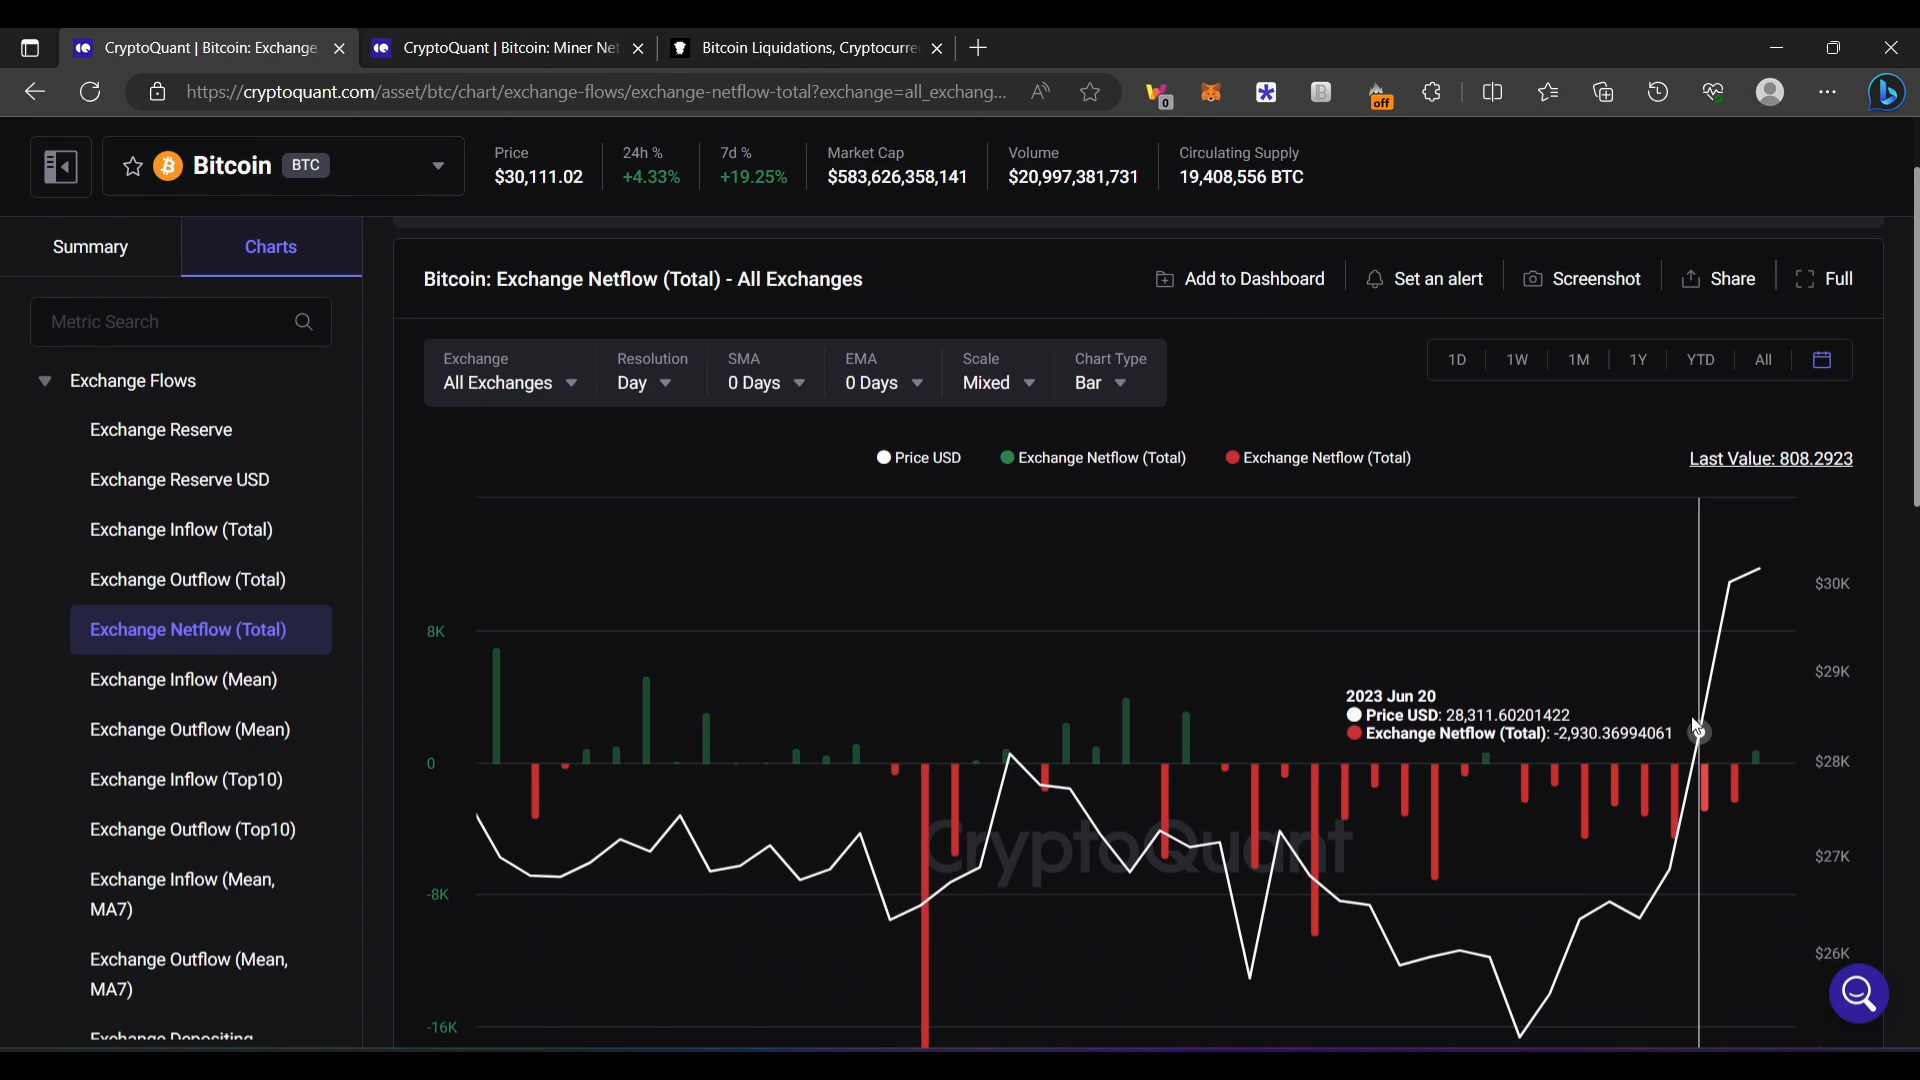 CryptoQuant | Bitcoin: Exchange
CryptoQuant | Bitcoin: Miner Net
Bitcoin Liquidations, Cryptocurre
https://cryptoquant.com/asset/btc/chart/exchange-flows/exchange-netflow-total?exchange=all_exchang...
0
off
Bitcoin BTC
Price
$30,111.02
24h %
+4.33%
7d %
+19.25%
Market Cap
$583,626,358,141
Volume
$20,997,381,731
Circulating Supply
19,408,556 BTC
Summary
Charts
Metric Search
Exchange Flows
Exchange Reserve
Exchange Reserve USD
Exchange Inflow (Total)
Exchange Outflow (Total)
Exchange Netflow (Total)
Exchange Inflow (Mean)
Exchange Outflow (Mean)
Exchange Inflow (Top10)
Exchange Outflow (Top10)
Exchange Inflow (Mean,
MA7)
Exchange Outflow (Mean,
MA7)
Exchange Depositing
Bitcoin: Exchange Netflow (Total) - All Exchanges
Add to Dashboard
Set an alert
Screenshot
Share
Full
Exchange
All Exchanges
Resolution
Day
SMA
0 Days
EMA
0 Days
Scale
Mixed
Chart Type
Bar
1D
1W
1M
1Y
YTD
All
Price USD
Exchange Netflow (Total)
Exchange Netflow (Total)
Last Value: 808.2923
8K
0
-8K
-16K
$30K
$29K
$28K
$27K
$26K
2023 Jun 20
Price USD: 28,311.60201422
Exchange Netflow (Total): -2,930.36994061
CryptoQuant